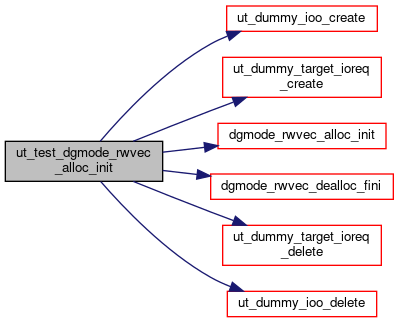 ut_dummy_ioo_create
ut_dummy_target_ioreq
_create
ut_test_dgmode_rwvec
_alloc_init
dgmode_rwvec_alloc_init
dgmode_rwvec_dealloc_fini
ut_dummy_target_ioreq
_delete
ut_dummy_ioo_delete